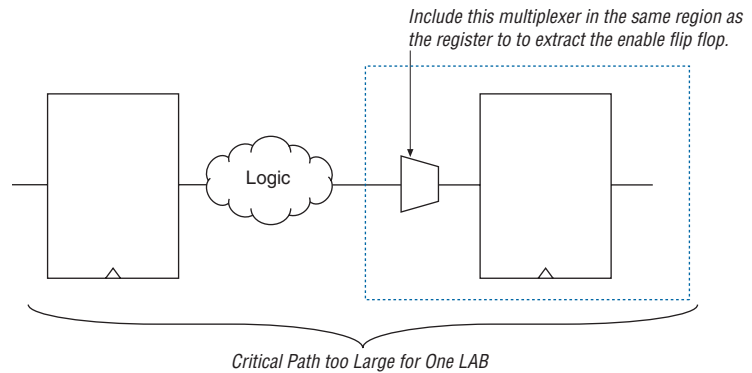 Include this multiplexer in the same region as
the register to to extract the enable flip flop.
Logic
Critical Path too Large for One LAB